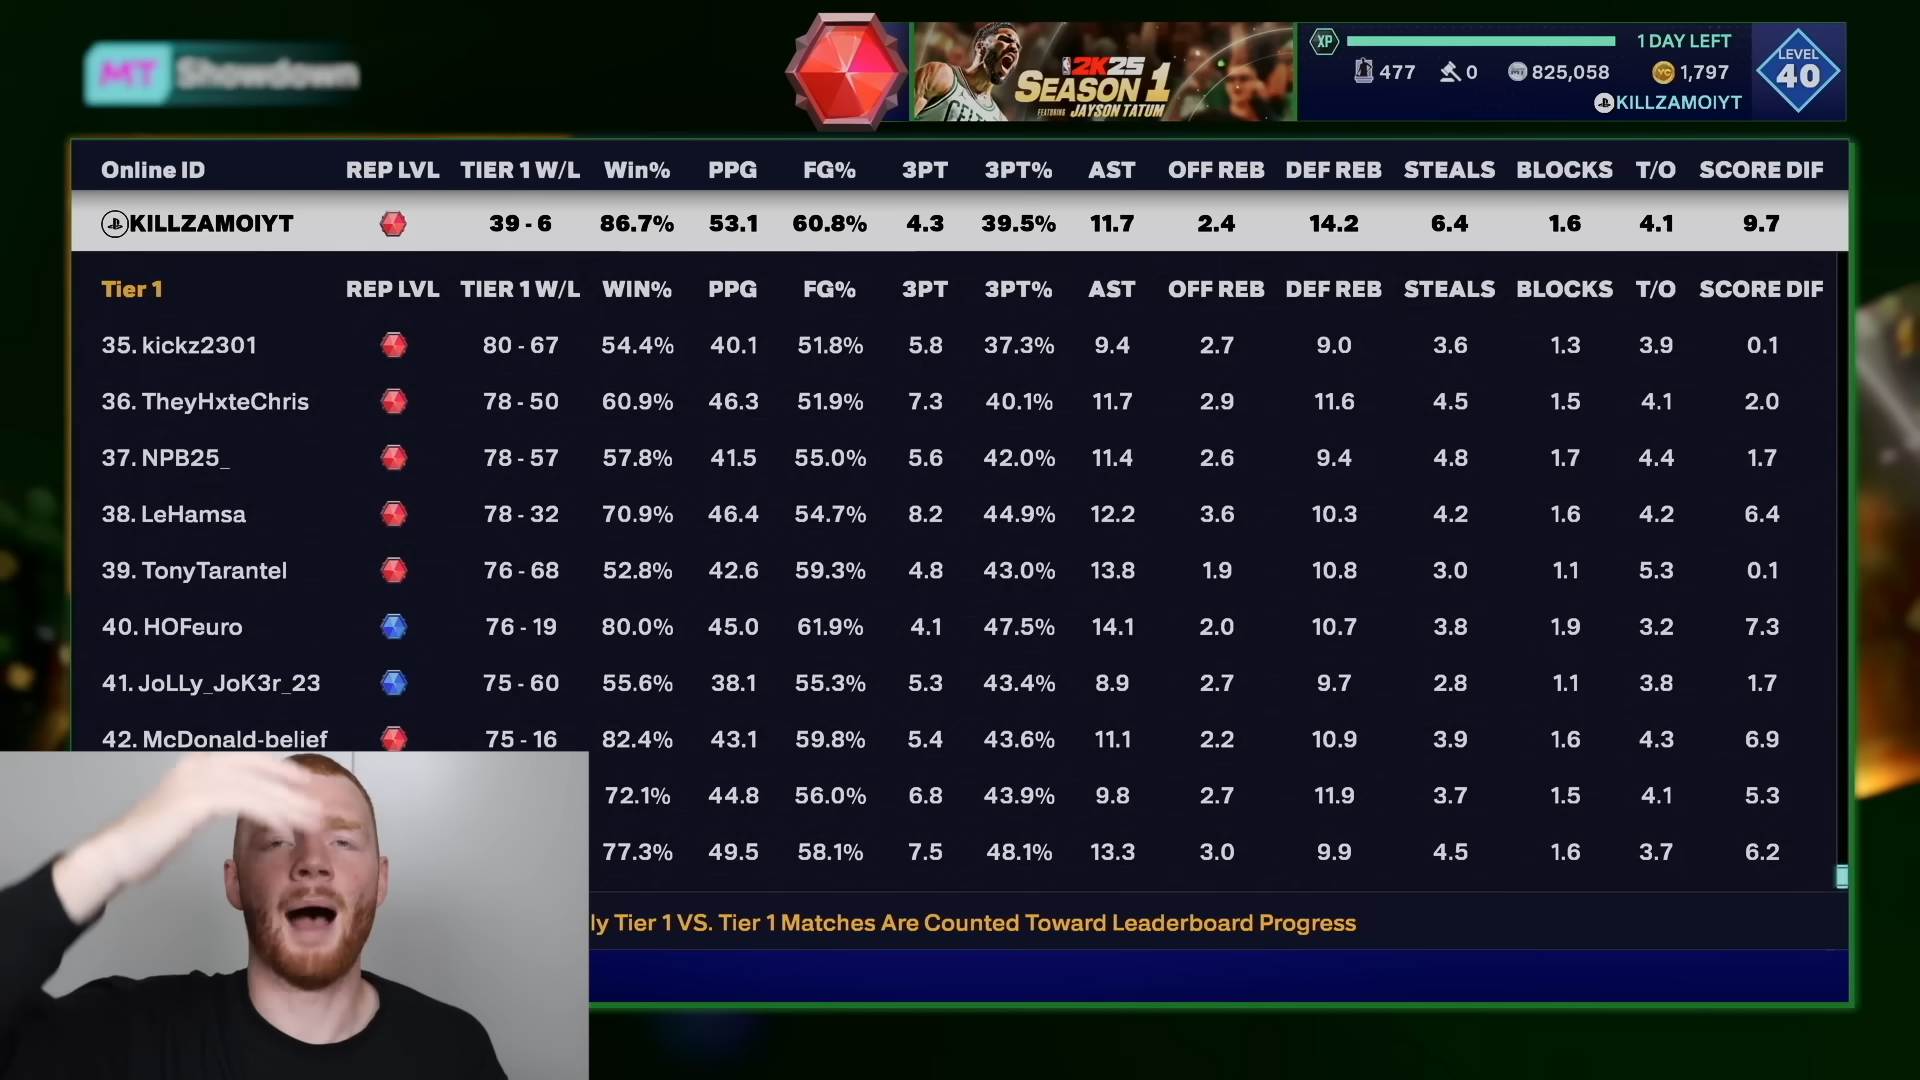 MT Showdown
NBA 2K25
SEASON 1
FEATURING JAYSON TATUM
XP 1 DAY LEFT
477 0 MT 825,058 VC 1,797
KILLZAMOIYT
LEVEL
40
Online ID REP LVL TIER 1 W/L Win% PPG FG% 3PT 3PT% AST OFF REB DEF REB STEALS BLOCKS T/O SCORE DIF
KILLZAMOIYT 39 - 6 86.7% 53.1 60.8% 4.3 39.5% 11.7 2.4 14.2 6.4 1.6 4.1 9.7
Tier 1 REP LVL TIER 1 W/L WIN% PPG FG% 3PT 3PT% AST OFF REB DEF REB STEALS BLOCKS T/O SCORE DIF
35. kickz2301 80 - 67 54.4% 40.1 51.8% 5.8 37.3% 9.4 2.7 9.0 3.6 1.3 3.9 0.1
36. TheyHxteChris 78 - 50 60.9% 46.3 51.9% 7.3 40.1% 11.7 2.9 11.6 4.5 1.5 4.1 2.0
37. NPB25_ 78 - 57 57.8% 41.5 55.0% 5.6 42.0% 11.4 2.6 9.4 4.8 1.7 4.4 1.7
38. LeHamsa 78 - 32 70.9% 46.4 54.7% 8.2 44.9% 12.2 3.6 10.3 4.2 1.6 4.2 6.4
39. TonyTarantel 76 - 68 52.8% 42.6 59.3% 4.8 43.0% 13.8 1.9 10.8 3.0 1.1 5.3 0.1
40. HOFeuro 76 - 19 80.0% 45.0 61.9% 4.1 47.5% 14.1 2.0 10.7 3.8 1.9 3.2 7.3
41. JoLLy_JoK3r_23 75 - 60 55.6% 38.1 55.3% 5.3 43.4% 8.9 2.7 9.7 2.8 1.1 3.8 1.7
42. McDonald-belief 75 - 16 82.4% 43.1 59.8% 5.4 43.6% 11.1 2.2 10.9 3.9 1.6 4.3 6.9
72.1% 44.8 56.0% 6.8 43.9% 9.8 2.7 11.9 3.7 1.5 4.1 5.3
77.3% 49.5 58.1% 7.5 48.1% 13.3 3.0 9.9 4.5 1.6 3.7 6.2
ly Tier 1 VS. Tier 1 Matches Are Counted Toward Leaderboard Progress